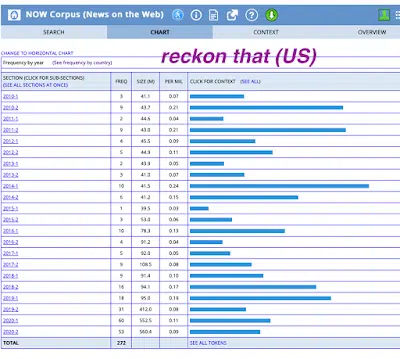 NOW Corpus (News on the Web)
SEARCH CHART CONTEXT OVERVIEW
CHANGE TO HORIZONTAL CHART
reckon that (US)
Frequency by year (See frequency by country)
SECTION (CLICK FOR SUB-SECTIONS) FREQ SIZE (M) PER MIL CLICK FOR CONTEXT (SEE ALL)
(SEE ALL SECTIONS AT ONCE)
2010-1 3 41.1 0.07
2010-2 9 43.7 0.21
2011-1 2 44.6 0.04
2011-2 9 43.0 0.21
2012-1 4 45.5 0.09
2012-2 5 44.3 0.11
2013-1 2 0.05
2013-2 3 41.0 0.07
2014-1 10 41.5 0.24
2014-2 6 41.2 0.15
2015-1 1 39.5 0.03
2015-2 3 0.06
2016-1 10 78.3 0.13
2016-2 4 91.2 0.04
2017-1 5 92.0 0.05
2017-2 9 108.5 0.08
2018-1 9 91.4 0.10
2018-2 16 94.1 0.17
2019-1 18 95.0 0.19
2019-2 31 412.0 0.08
2020-1 60 552.5 0.11
2020-2 53 560.4 0.09
TOTAL 272 SEE ALL TOKENS